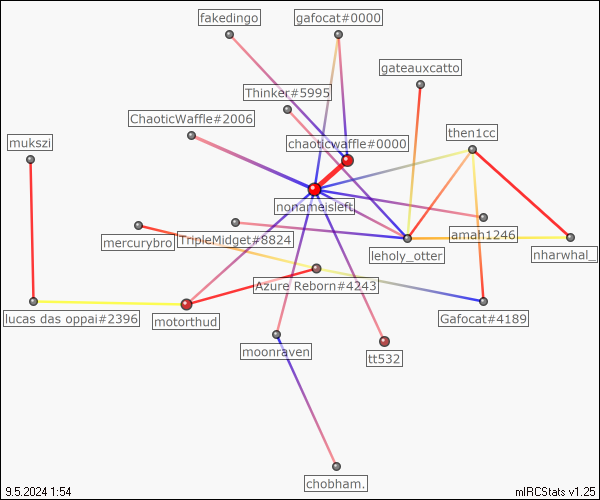 fakedingo
gafocat#0000
gateauxcatto
Thinker#5995
ChaoticWaffle#2006
then1cc
mukszi
chaoticwaffle#0000
nonameisleft
amah1246
mercurybro
TripleMidget#8824
leholy_otter
nharwhal_
Azure Reborn#4243
lucas das oppai#2396
motorthud
Gafocat#4189
moonraven
tt532
chobham.
9.5.2024 1:54
mIRCStats v1.25